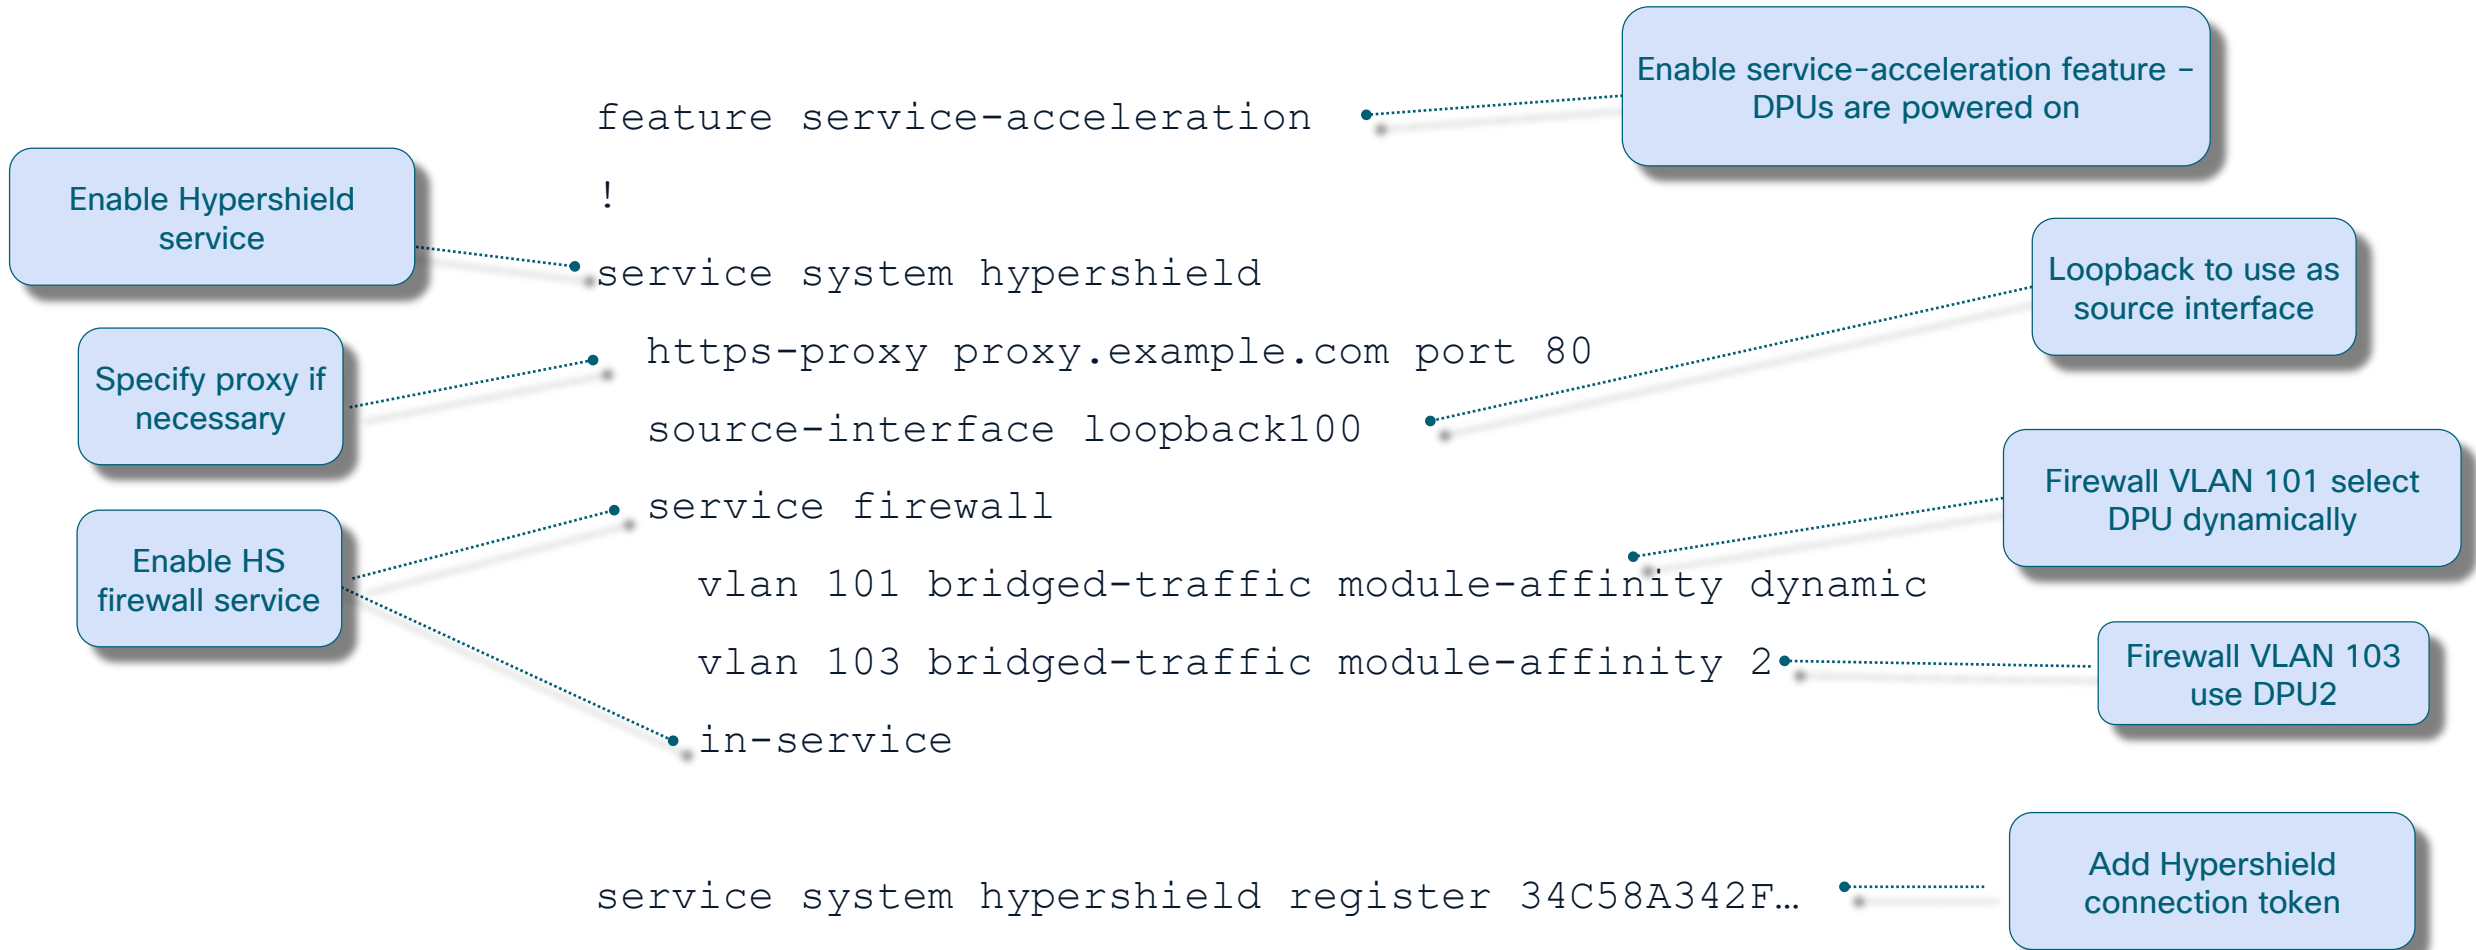 Enable service-acceleration feature –
DPUs are powered on
feature service-acceleration
!
Enable Hypershield
service
service system hypershield
Loopback to use as
source interface
https-proxy proxy.example.com port 80
Specify proxy if
necessary
source-interface loopback100
service firewall
Firewall VLAN 101 select
DPU dynamically
Enable HS
firewall service
vlan 101 bridged-traffic module-affinity dynamic
vlan 103 bridged-traffic module-affinity 2
Firewall VLAN 103
use DPU2
in-service
service system hypershield register 34C58A342F…
Add Hypershield
connection token